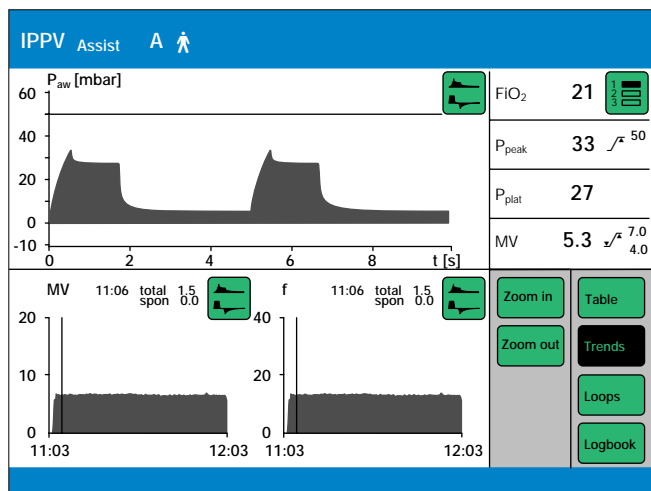 IPPV Assist A
Paw [mbar]
60
40
20
0
-10
0 2 4 6 8 t [s]
FiO2 21
1
2
3
Ppeak 33 50
Pplat 27
MV 5.3 7.0
4.0
MV 11:06 total 1.5
spon 0.0
20
10
0
11:03 12:03
f 11:06 total 1.5
spon 0.0
40
20
0
11:03 12:03
Zoom in
Zoom out
Table
Trends
Loops
Logbook